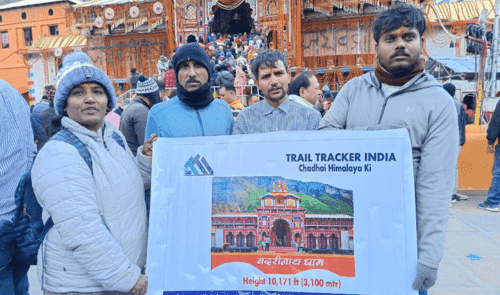 TRAIL TRACKER INDIA
Chadhai Himalaya Ki
बद्रीनाथ धाम
Height 10,171 ft (3,100 mtr)